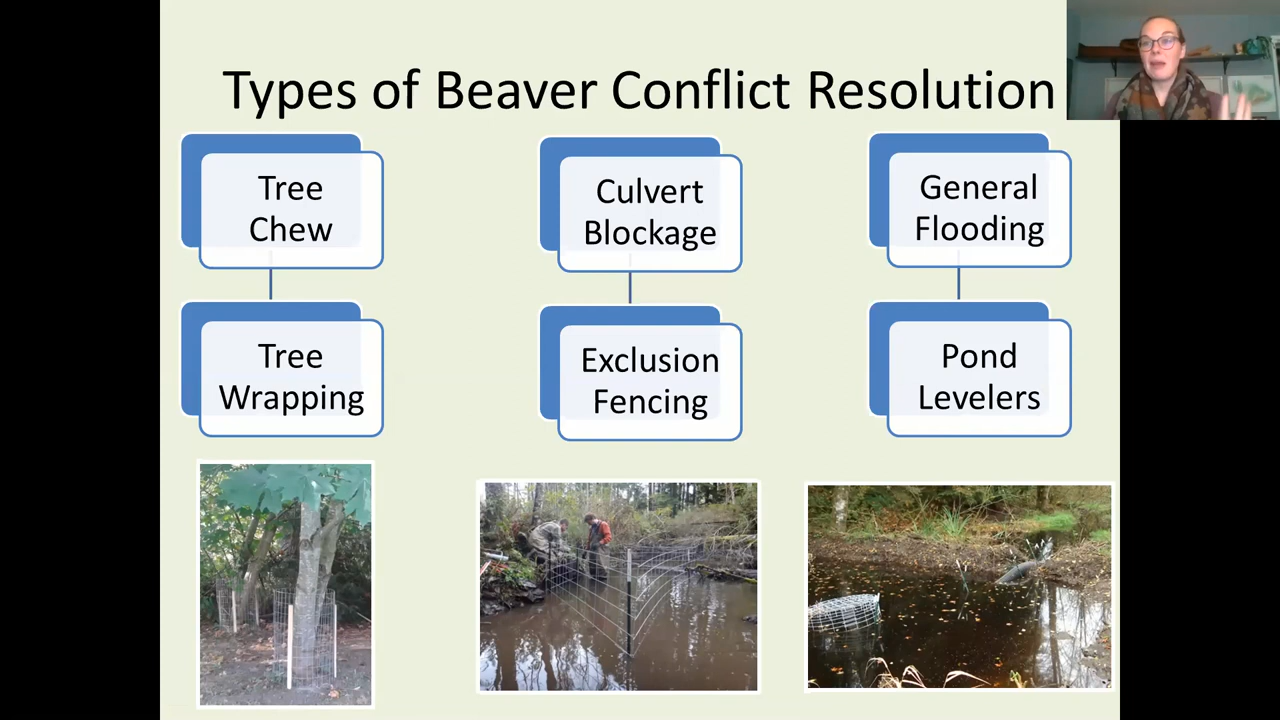 Types of Beaver Conflict Resolution
Tree
Chew
Culvert
Blockage
General
Flooding
Tree
Wrapping
Exclusion
Fencing
Pond
Levelers